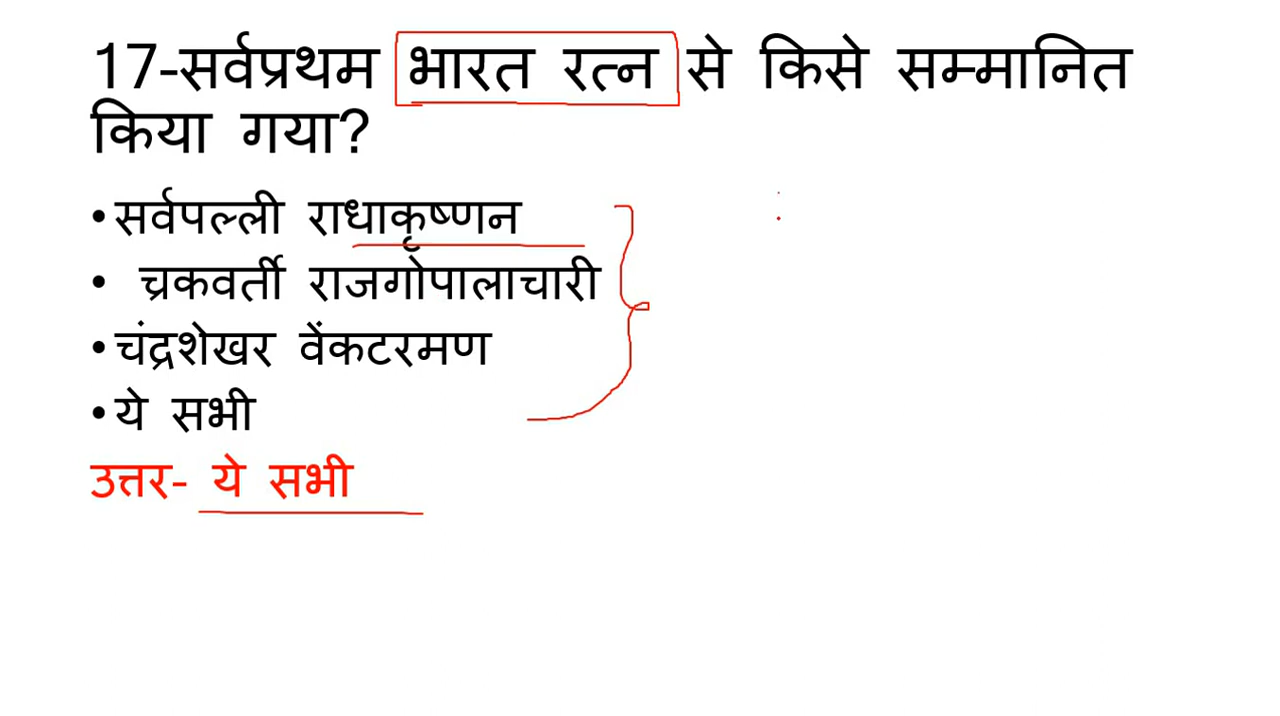 17-सर्वप्रथम भारत रत्न से किसे सम्मानित
किया गया?
•सर्वपल्ली राधाकृष्णन
• च्रकवर्ती राजगोपालाचारी
•चंद्रशेखर वेंकटरमण
•ये सभी
उत्तर- ये सभी